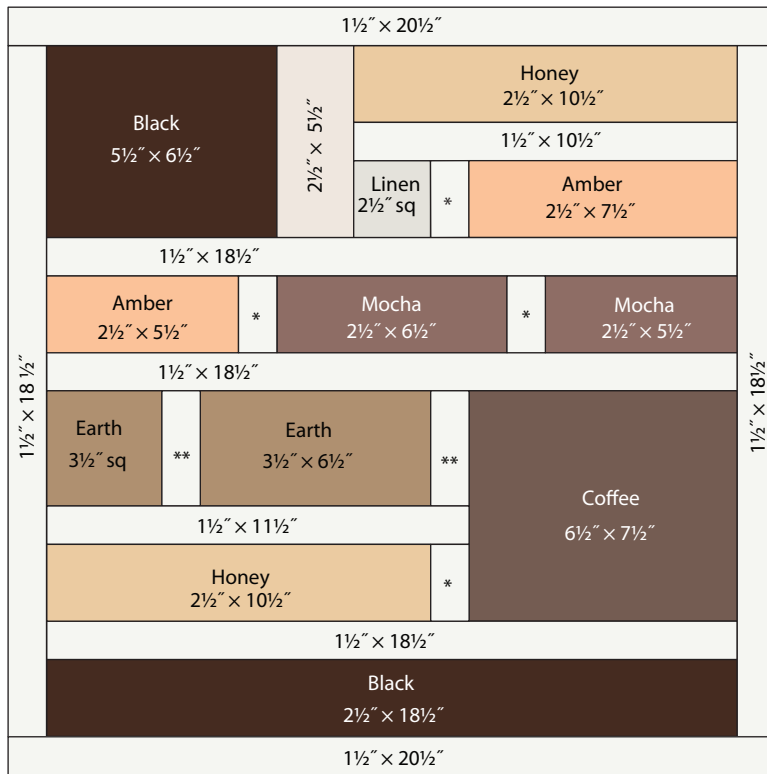 1½˝ × 20½˝
1½˝ × 18 ½˝
Black
5½˝ × 6½˝
2½˝ × 5½˝
Honey
2½˝ × 10½˝
1½˝ × 10½˝
Linen
2½˝ sq
*
Amber
2½˝ × 7½˝
1½˝ × 18½˝
Amber
2½˝ × 5½˝
*
Mocha
2½˝ × 6½˝
*
Mocha
2½˝ × 5½˝
1½˝ × 18½˝
1½˝ × 18½˝
Earth
3½˝ sq
**
Earth
3½˝ × 6½˝
**
Coffee
6½˝ × 7½˝
1½˝ × 11½˝
Honey
2½˝ × 10½˝
*
1½˝ × 18½˝
Black
2½˝ × 18½˝
1½˝ × 20½˝